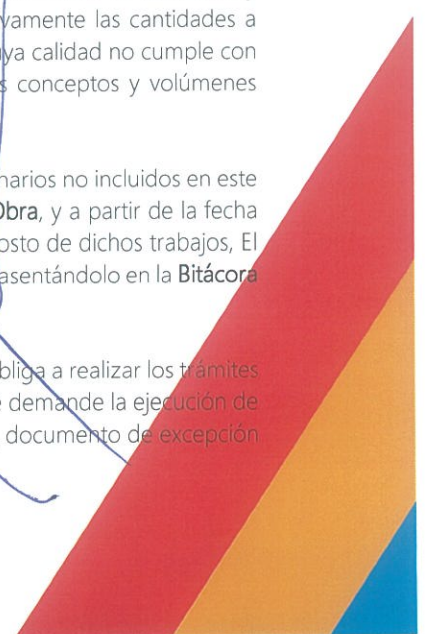 vamente las cantidades a
ya calidad no cumple con
s conceptos y volúmenes
narios no incluidos en este
Obra, y a partir de la fecha
osto de dichos trabajos, El
asentándolo en la Bitácora
bliga a realizar los trámites
e demande la ejecución de
documento de excepción